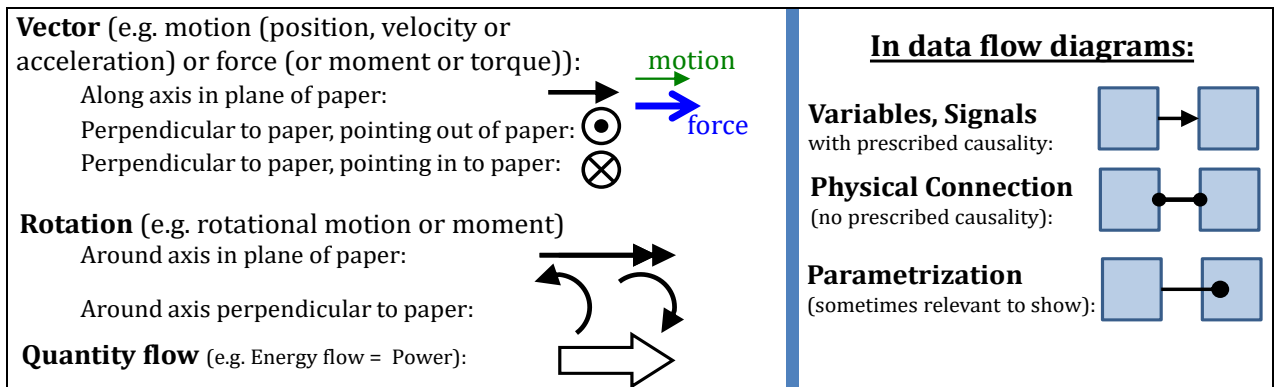 Vector (e.g. motion (position, velocity or
acceleration) or force (or moment or torque)):
motion
Along axis in plane of paper:
force
Perpendicular to paper, pointing out of paper:
Perpendicular to paper, pointing in to paper:
Rotation (e.g. rotational motion or moment)
Around axis in plane of paper:
Around axis perpendicular to paper:
Quantity flow (e.g. Energy flow = Power):
In data flow diagrams:
Variables, Signals
with prescribed causality:
Physical Connection
(no prescribed causality):
Parametrization
(sometimes relevant to show):